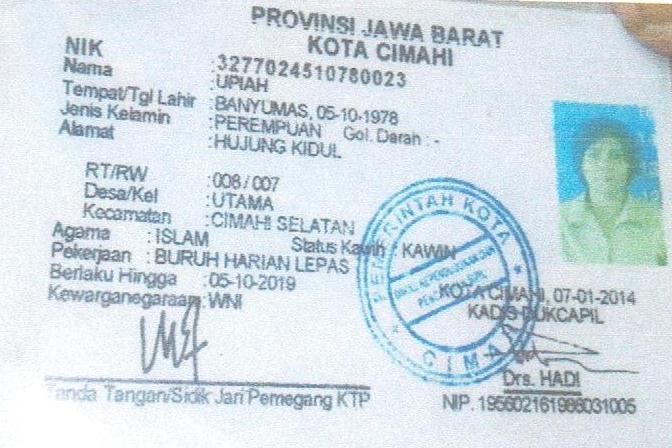 PROVINSI JAWA BARAT
KOTA CIMAHI
NIK : 3277024510780023
Nama : UPIAH
Tempat/Tgl Lahir : BANYUMAS, 05-10-1978
Jenis Kelamin : PEREMPUAN Gol. Darah : -
Alamat : HUJUNG KIDUL
RT/RW : 008 / 007
Desa/Kel : UTAMA
Kecamatan : CIMAHI SELATAN
Agama : ISLAM Status Kawin : KAWIN
Pekerjaan : BURUH HARIAN LEPAS
Berlaku Hingga : 05-10-2019
Kewarganegaraan: WNI
KOTA CIMAHI, 07-01-2014
KADIS DUKCAPIL
PEMERINTAH KOTA
CIMAHI
Drs. HADI
NIP. 195602161986031005
Tanda Tangan/Sidik Jari Pemegang KTP